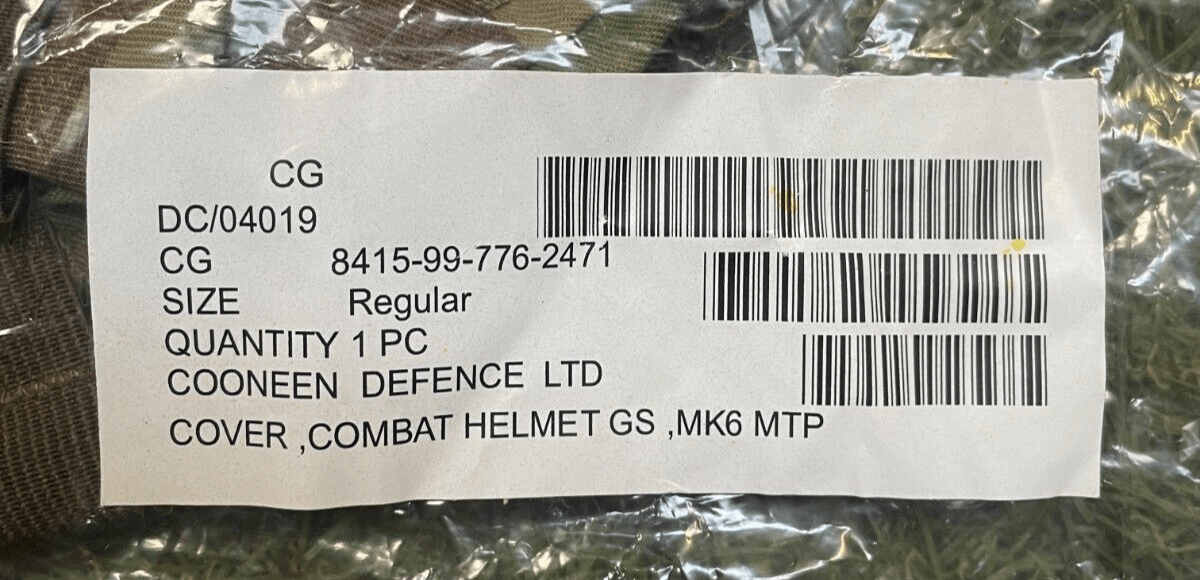 CG
DC/04019
CG 8415-99-776-2471
SIZE Regular
QUANTITY 1 PC
COONEEN DEFENCE LTD
COVER ,COMBAT HELMET GS ,MK6 MTP